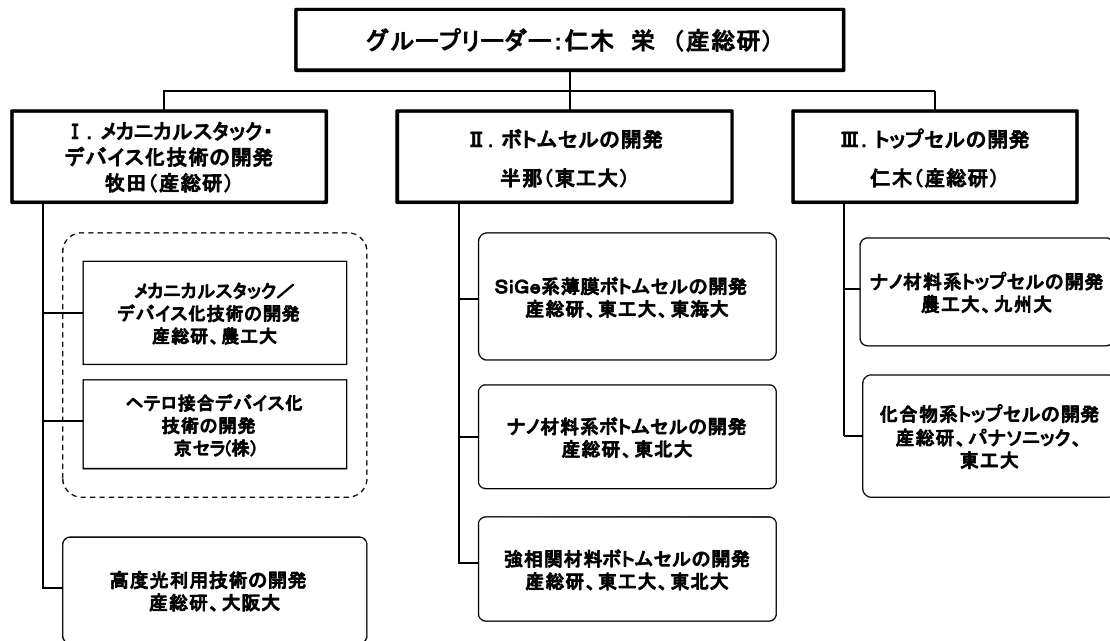 グループリーダー:仁木 栄 (産総研)
Ⅰ. メカニカルスタック・
デバイス化技術の開発
牧田(産総研)
メカニカルスタック/
デバイス化技術の開発
産総研、農工大
ヘテロ接合デバイス化
技術の開発
京セラ(株)
高度光利用技術の開発
産総研、大阪大
Ⅱ. ボトムセルの開発
半那(東工大)
SiGe系薄膜ボトムセルの開発
産総研、東工大、東海大
ナノ材料系ボトムセルの開発
産総研、東北大
強相関材料ボトムセルの開発
産総研、東工大、東北大
Ⅲ. トップセルの開発
仁木(産総研)
ナノ材料系トップセルの開発
農工大、九州大
化合物系トップセルの開発
産総研、パナソニック、
東工大